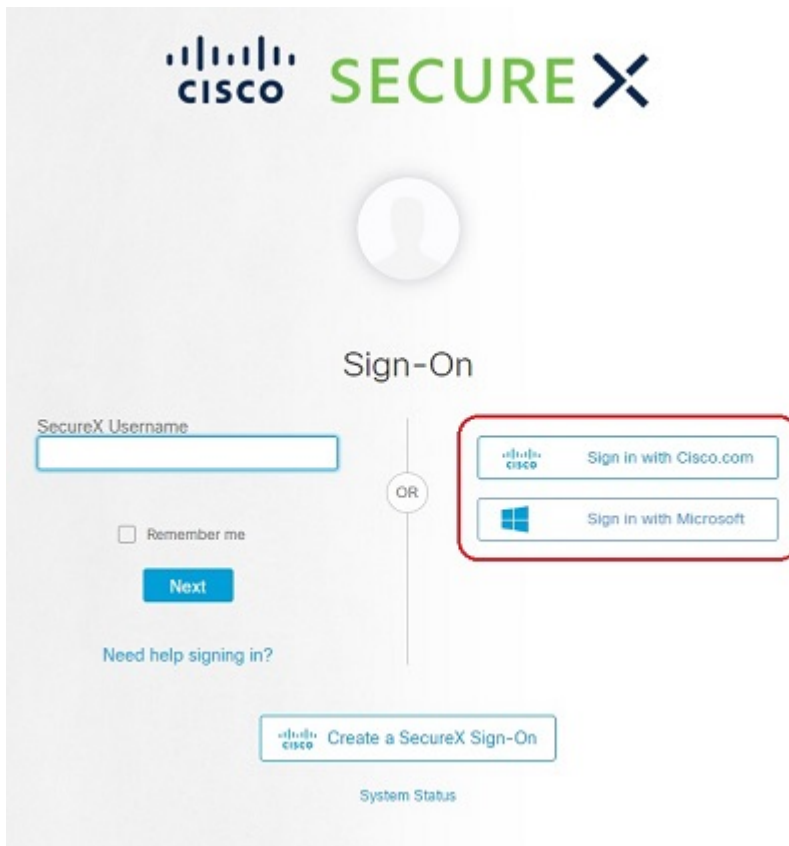 CISCO SECURE X
Sign-On
SecureX Username
Remember me
Next
Need help signing in?
OR
CISCO Sign in with Cisco.com
Sign in with Microsoft
CISCO Create a SecureX Sign-On
System Status